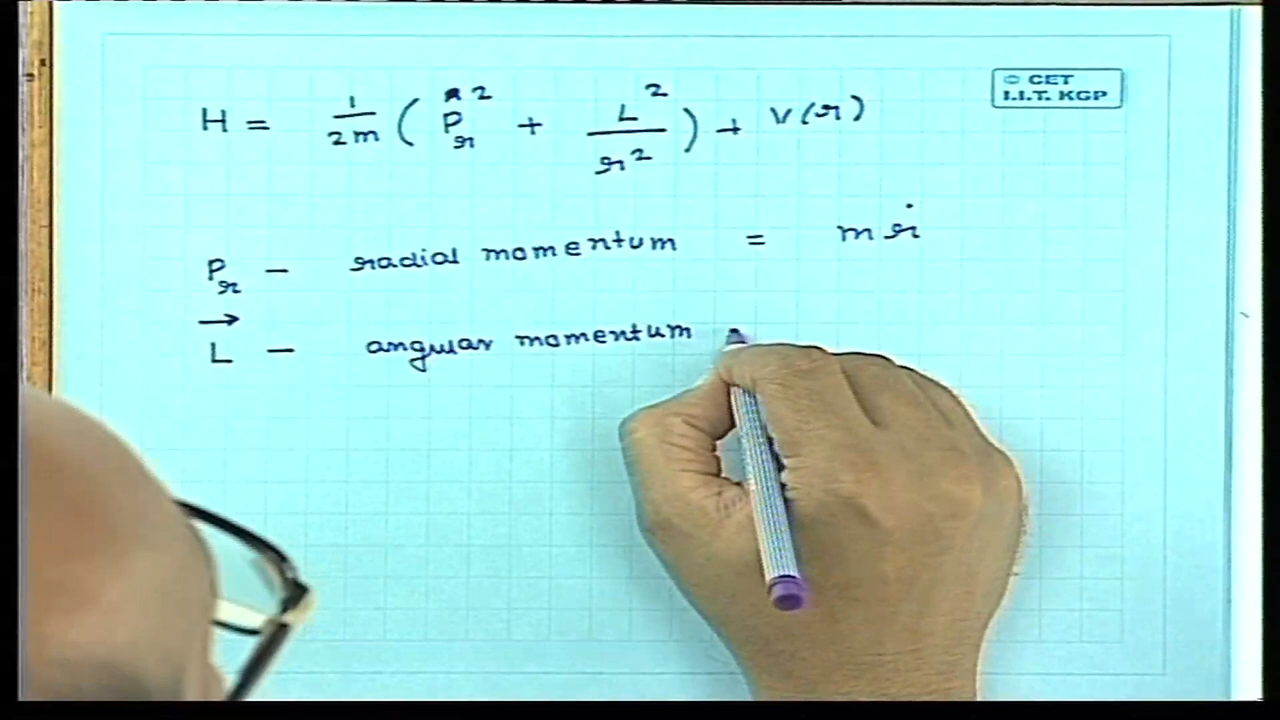 © CET
I.I.T. KGP
H = 1/2m ( P_r^2 + L^2/r^2 ) + V(r)
P_r - radial momentum = mṙ
L⃗ - angular momentum